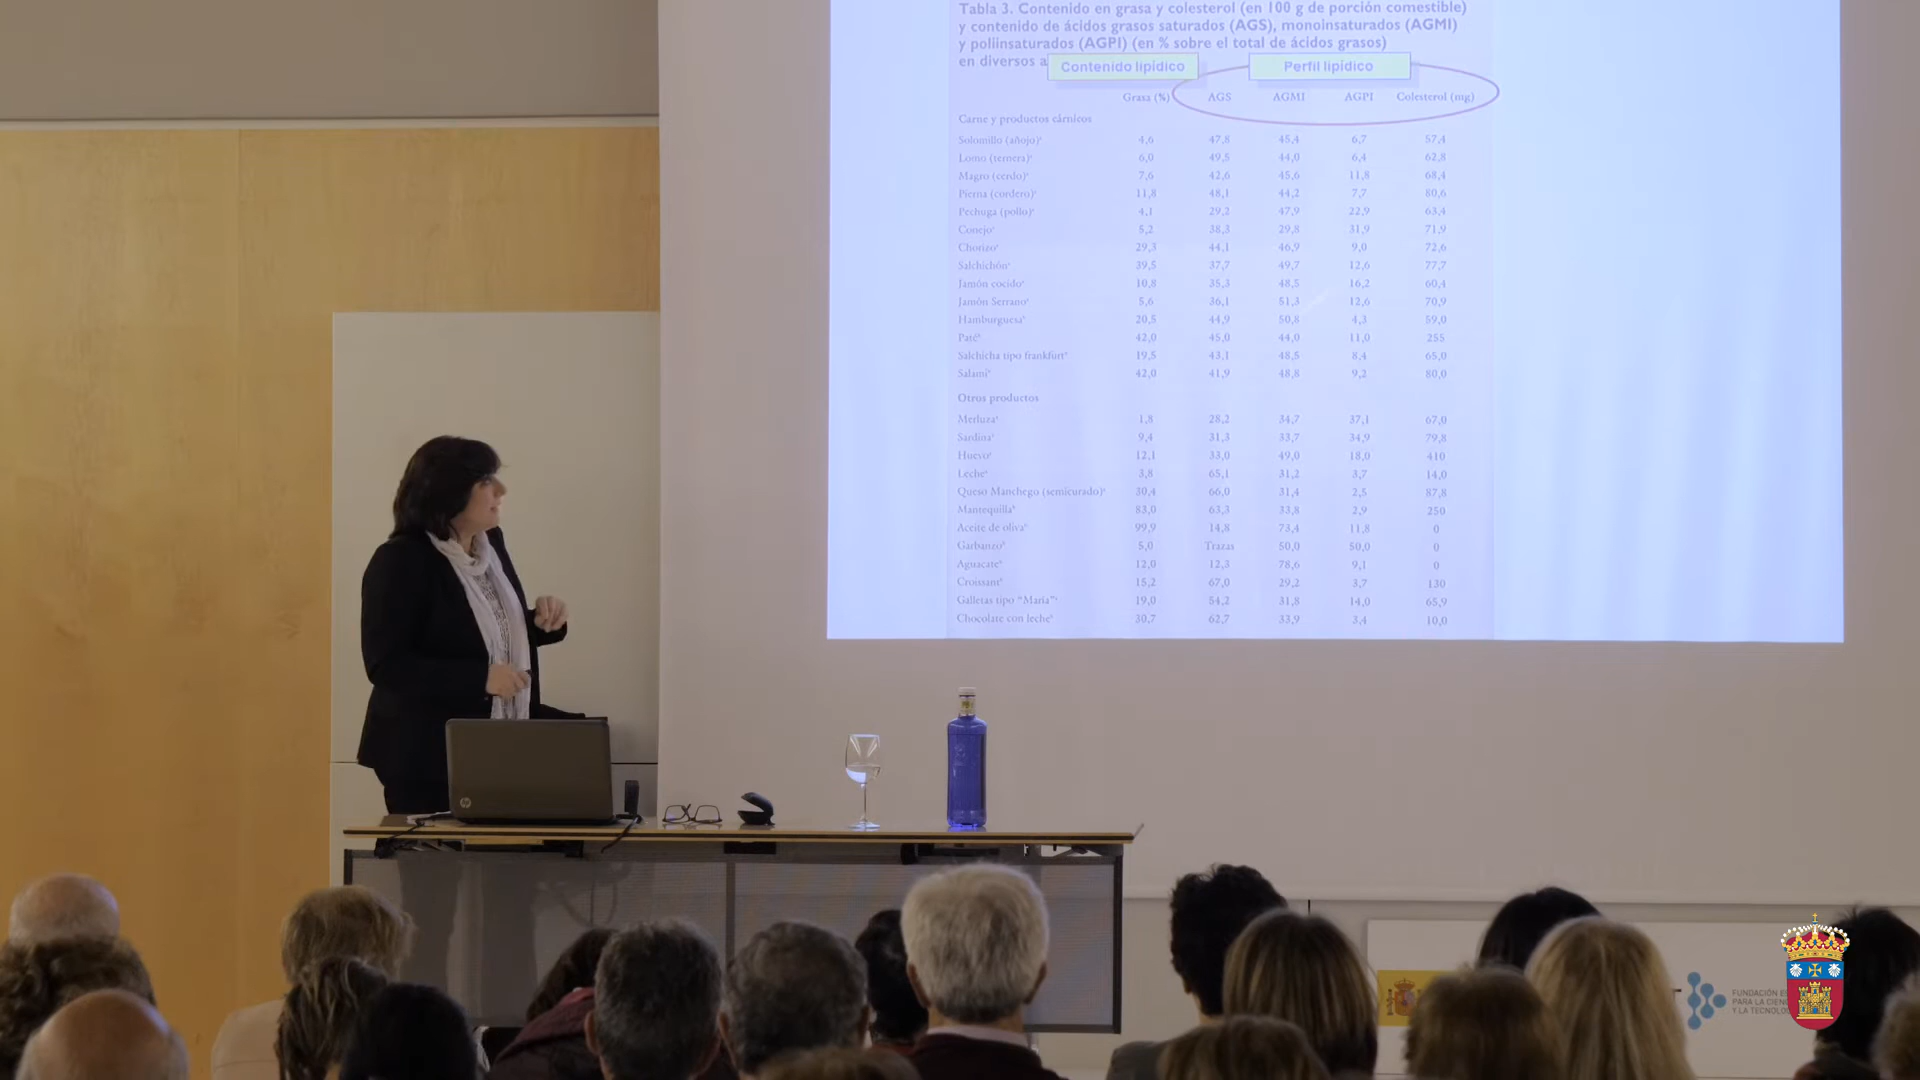 Tabla 3. Contenido en grasa y colesterol (en 100 g de porción comestible)
y contenido de ácidos grasos saturados (AGS), monoinsaturados (AGMI)
y poliinsaturados (AGPI) (en % sobre el total de ácidos grasos)
en diversos a
Contenido lipídico Perfil lipídico
Grasa (%) AGS AGMI AGPI Colesterol (mg)
Carne y productos cárnicos
Solomillo (añojo) 4,6 47,8 45,4 6,7 57,4
Lomo (ternera) 6,0 49,5 44,0 6,4 62,8
Magro (cerdo) 7,6 42,6 45,6 11,8 68,4
Pierna (cordero) 11,8 48,1 44,2 7,7 80,6
Pechuga (pollo) 4,1 29,2 47,9 22,9 63,4
Conejo 5,2 38,3 29,8 31,9 71,9
Chorizo 29,3 44,1 46,9 9,0 72,6
Salchichón 39,5 37,7 49,7 12,6 77,7
Jamón cocido 10,8 35,3 48,5 16,2 60,4
Jamón Serrano 5,6 36,1 51,3 12,6 70,9
Hamburguesa 20,5 44,9 50,8 4,3 59,0
Paté 42,0 45,0 44,0 11,0 255
Salchicha tipo frankfurt 19,5 43,1 48,5 8,4 65,0
Salami 42,0 41,9 48,8 9,2 80,0
Otros productos
Merluza 1,8 28,2 34,7 37,1 67,0
Sardina 9,4 31,3 33,7 34,9 79,8
Huevo 12,1 33,0 49,0 18,0 410
Leche 3,8 65,1 31,2 3,7 14,0
Queso Manchego (semicurado) 30,4 66,0 31,4 2,5 87,8
Mantequilla 83,0 63,3 33,8 2,9 250
Aceite de oliva 99,9 14,8 73,4 11,8 0
Garbanzo 5,0 Trazas 50,0 50,0 0
Aguacate 12,0 12,3 78,6 9,1 0
Croissant 15,2 67,0 29,2 3,7 130
Galletas tipo "María" 19,0 54,2 31,8 14,0 65,9
Chocolate con leche 30,7 62,7 33,9 3,4 10,0
hp
FUNDACIÓN E
PARA LA CIENC
Y LA TECNOLO